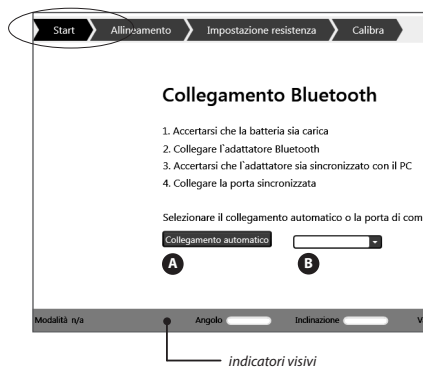 Start Allineamento Impostazione resistenza Calibra
Collegamento Bluetooth
1. Accertarsi che la batteria sia carica
2. Collegare l`adattatore Bluetooth
3. Accertarsi che l`adattatore sia sincronizzato con il PC
4. Collegare la porta sincronizzata
Selezionare il collegamento automatico o la porta di com
Collegamento automatico
A B
Modalità n/a Angolo Inclinazione V
indicatori visivi